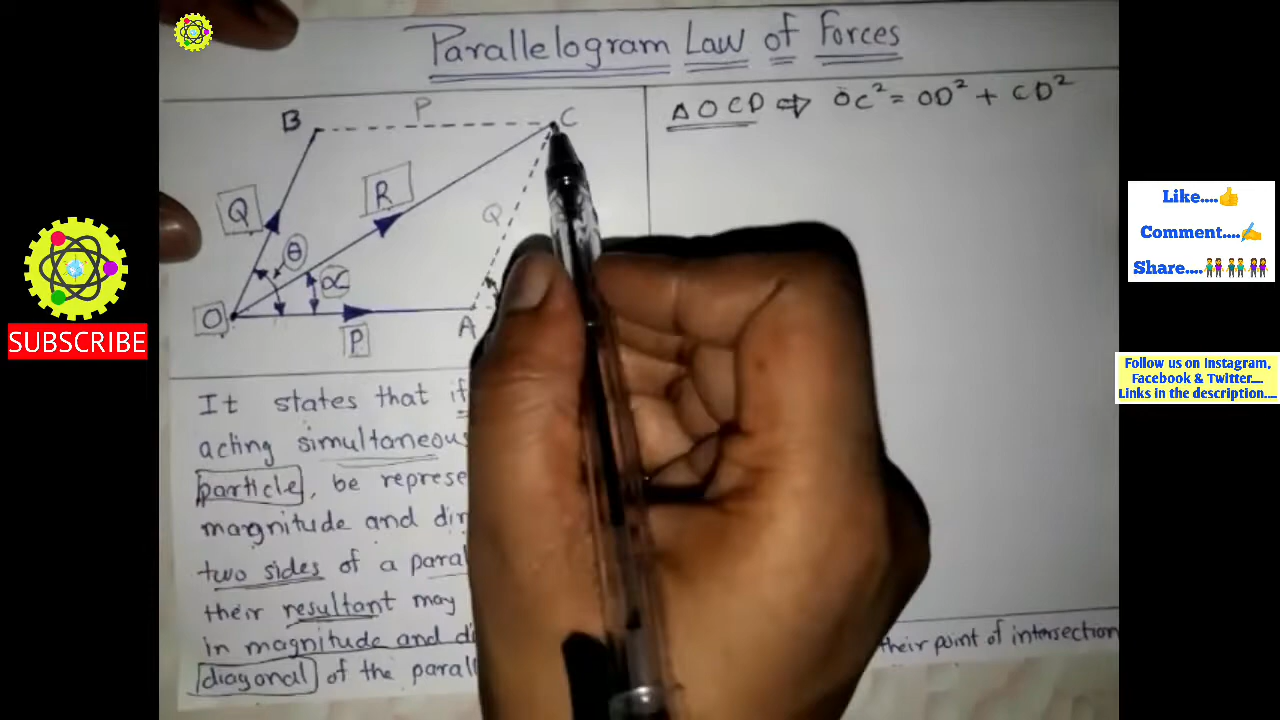 Parallelogram Law of Forces
B P C
Q R Q
θ α
O P A
△OCD ⇒ OC² = OD² + CD²
It states that if
acting simultaneous
particle, be represe
magnitude and dir
two sides of a paral
their resultant may
in magnitude and di
diagonal of the parall
their point of intersection
SUBSCRIBE
Like....👍
Comment....✍
Share....👬👬👭
Follow us on Instagram,
Facebook & Twitter....
Links in the description....